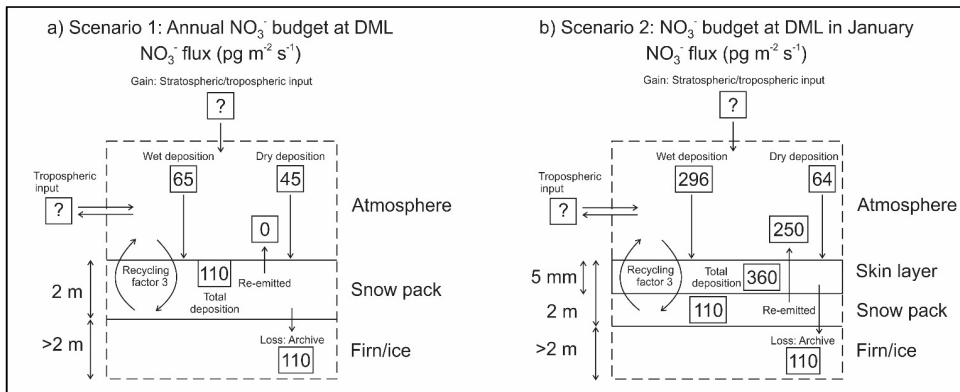 a) Scenario 1: Annual NO₃⁻ budget at DML
NO₃⁻ flux (pg m⁻² s⁻¹)
Gain: Stratospheric/tropospheric input
?
Wet deposition
65
Dry deposition
45
Tropospheric
input
?
Atmosphere
0
Recycling
factor 3
110
Total
deposition
Re-emitted
2 m
Snow pack
>2 m
Loss: Archive
110
Firn/ice
b) Scenario 2: NO₃⁻ budget at DML in January
NO₃⁻ flux (pg m⁻² s⁻¹)
Gain: Stratospheric/tropospheric input
?
Wet deposition
296
Dry deposition
64
Tropospheric
input
?
Atmosphere
250
5 mm
Recycling
factor 3
Total
deposition
360
Skin layer
2 m
110
Re-emitted
Snow pack
>2 m
Loss: Archive
110
Firn/ice